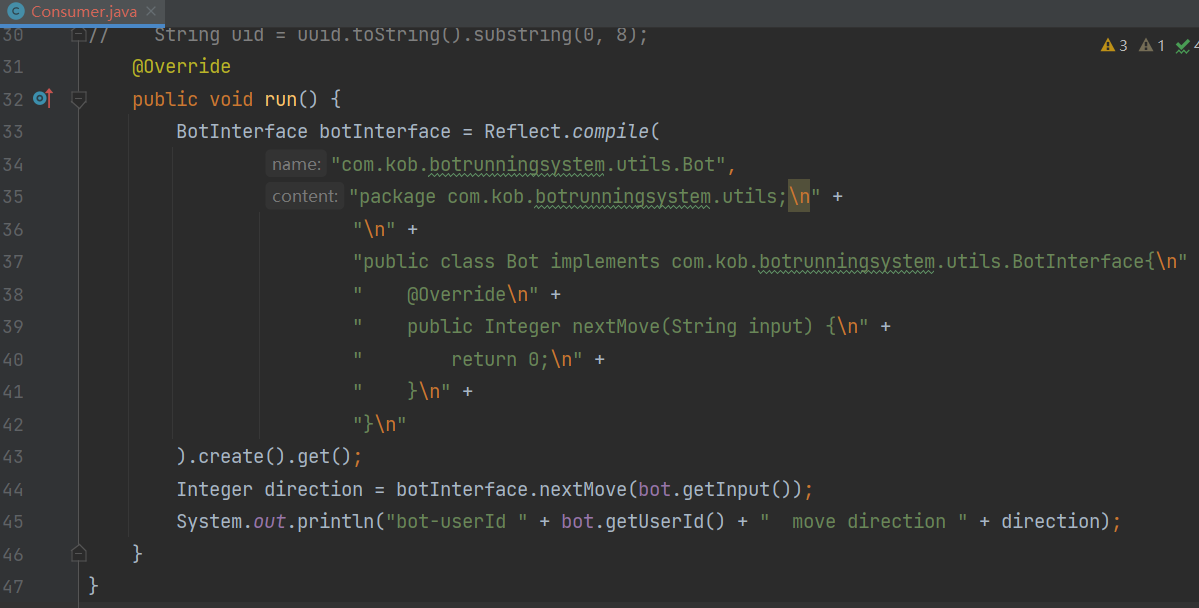 Consumer.java
3 1 4
30 //    String uid = uuid.toString().substring(0, 8);
31     @Override
32     public void run() {
33         BotInterface botInterface = Reflect.compile(
34                 name: "com.kob.botrunningsystem.utils.Bot",
35                 content: "package com.kob.botrunningsystem.utils;\n" +
36                         "\n" +
37                         "public class Bot implements com.kob.botrunningsystem.utils.BotInterface{\n"
38                         "    @Override\n" +
39                         "    public Integer nextMove(String input) {\n" +
40                         "        return 0;\n" +
41                         "    }\n" +
42                         "}\n"
43         ).create().get();
44         Integer direction = botInterface.nextMove(bot.getInput());
45         System.out.println("bot-userId " + bot.getUserId() + "  move direction " + direction);
46     }
47 }